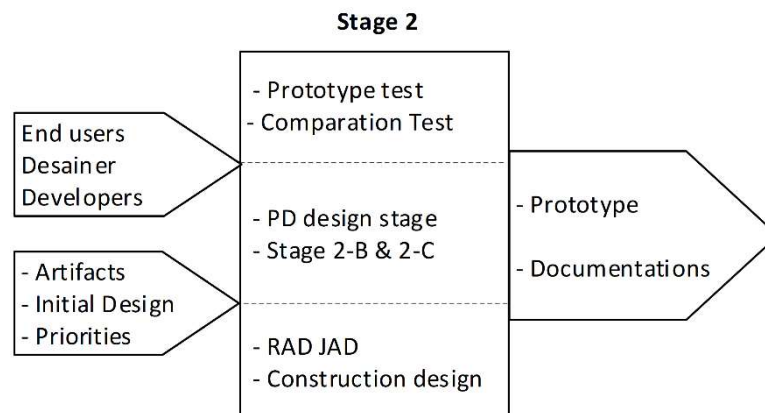 Stage 2
End users
Desainer
Developers
- Artifacts
- Initial Design
- Priorities
- Prototype test
- Comparation Test
- PD design stage
- Stage 2-B & 2-C
- RAD JAD
- Construction design
- Prototype
- Documentations